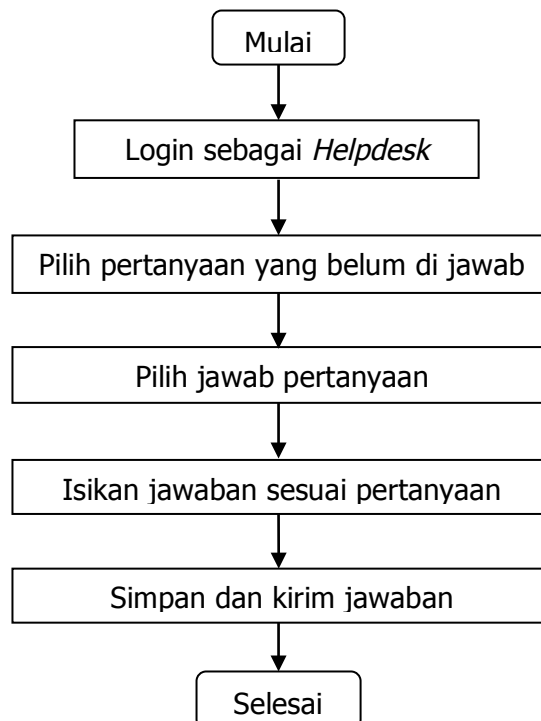 Mulai
Login sebagai Helpdesk
Pilih pertanyaan yang belum di jawab
Pilih jawab pertanyaan
Isikan jawaban sesuai pertanyaan
Simpan dan kirim jawaban
Selesai